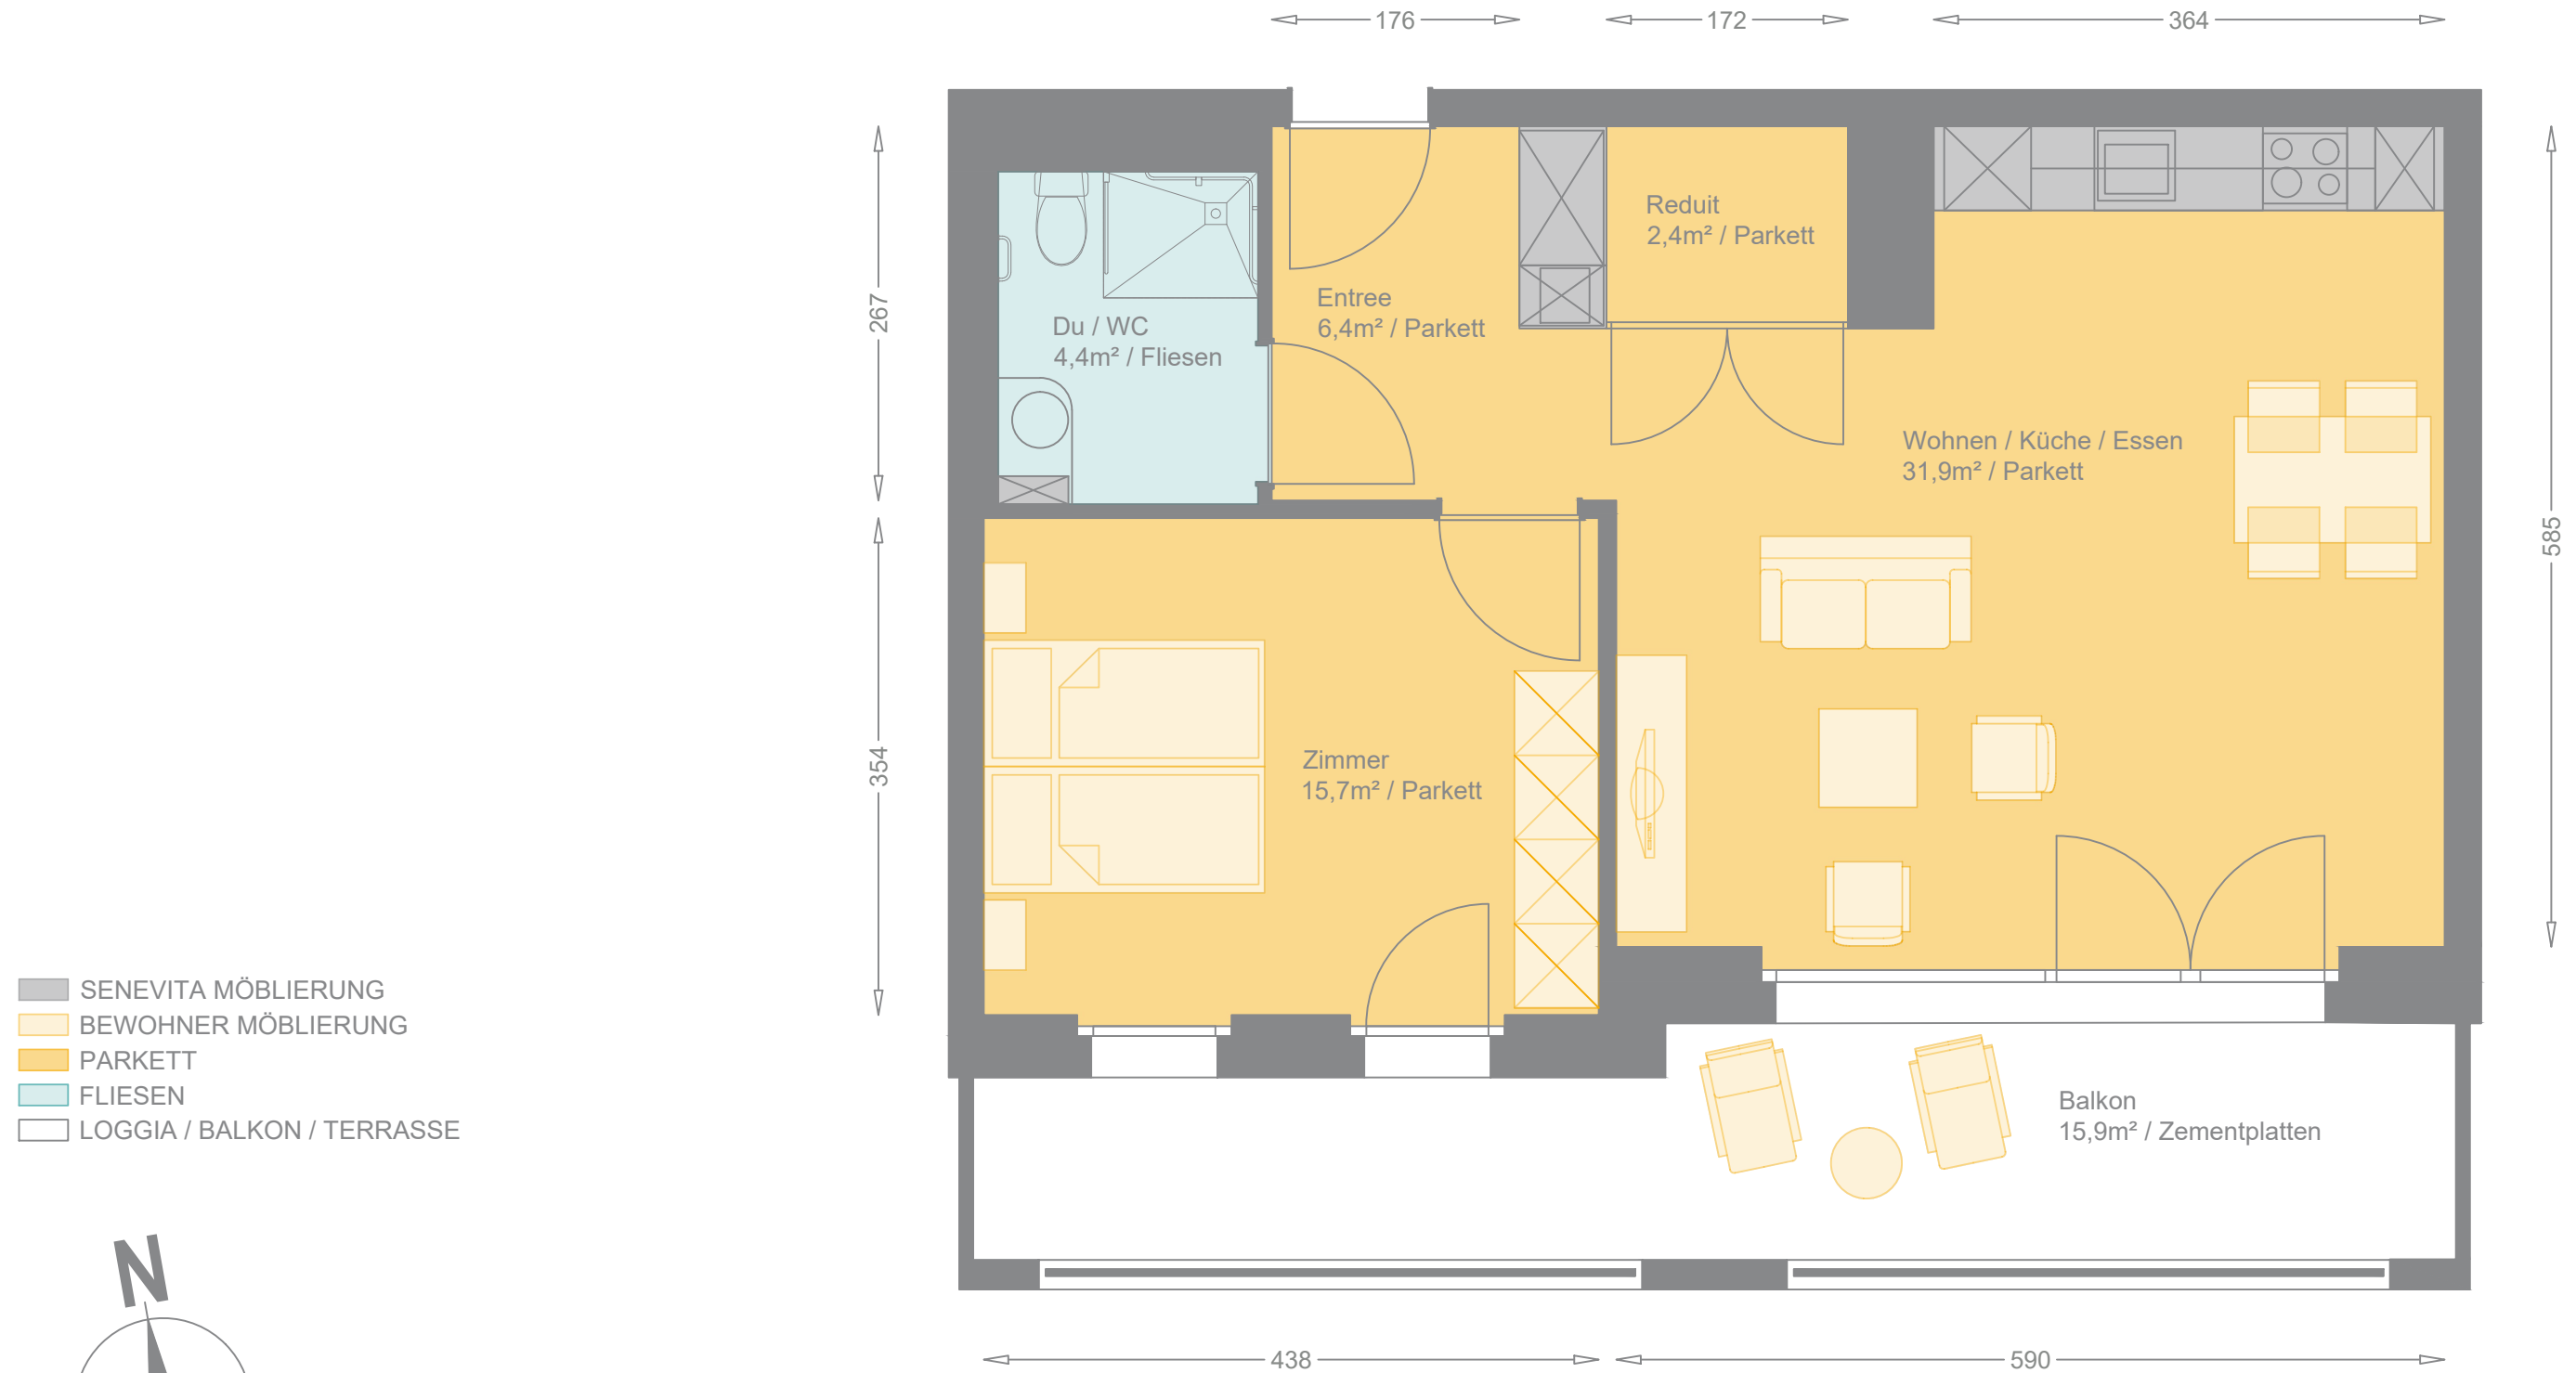 176
172
364
267
354
585
Reduit
2,4m² / Parkett
Entree
6,4m² / Parkett
Du / WC
4,4m² / Fliesen
Wohnen / Küche / Essen
31,9m² / Parkett
Zimmer
15,7m² / Parkett
Balkon
15,9m² / Zementplatten
438
590
SENEVITA MÖBLIERUNG
BEWOHNER MÖBLIERUNG
PARKETT
FLIESEN
LOGGIA / BALKON / TERRASSE
N